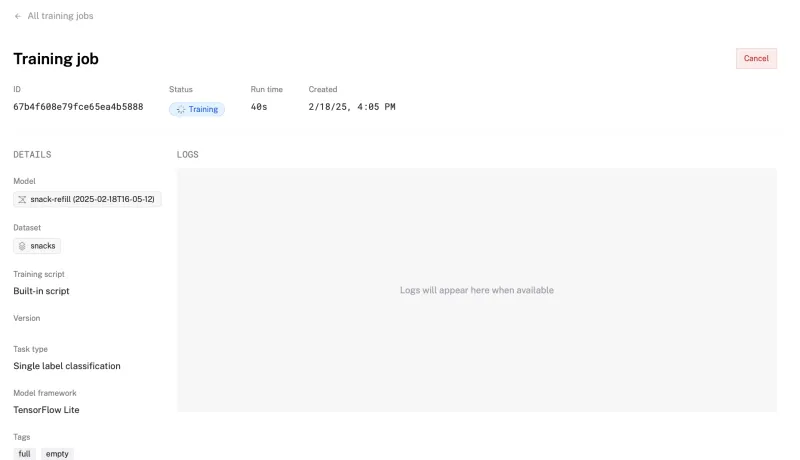 ← All training jobs
Training job
Cancel
ID
67b4f608e79fce65ea4b5888
Status
Training
Run time
40s
Created
2/18/25, 4:05 PM
DETAILS
Model
snack-refill (2025-02-18T16-05-12)
Dataset
snacks
Training script
Built-in script
Version
Task type
Single label classification
Model framework
TensorFlow Lite
Tags
full empty
LOGS
Logs will appear here when available